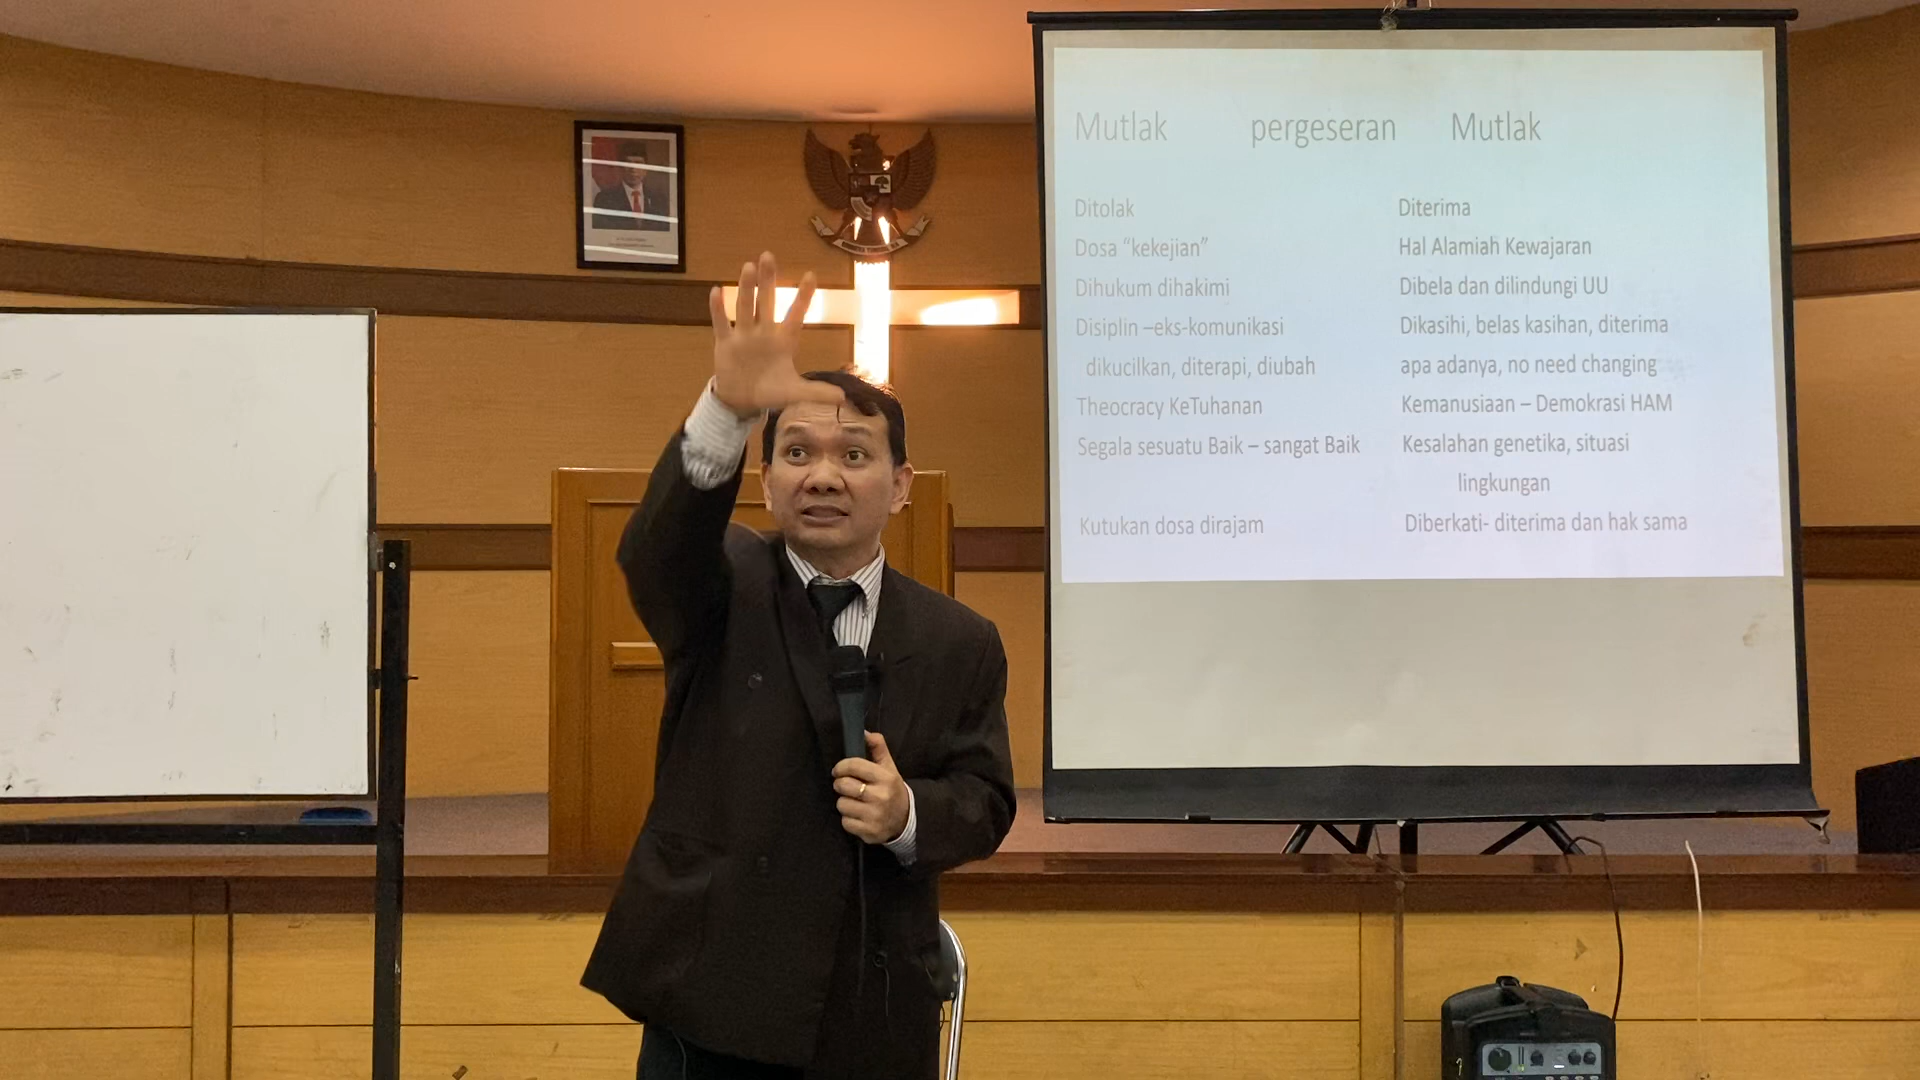 Mutlak pergeseran Mutlak
Ditolak Diterima
Dosa “kekejian” Hal Alamiah Kewajaran
Dihukum dihakimi Dibela dan dilindungi UU
Disiplin –eks-komunikasi Dikasihi, belas kasihan, diterima
dikucilkan, diterapi, diubah apa adanya, no need changing
Theocracy KeTuhanan Kemanusiaan – Demokrasi HAM
Segala sesuatu Baik – sangat Baik Kesalahan genetika, situasi
lingkungan
Kutukan dosa dirajam Diberkati- diterima dan hak sama